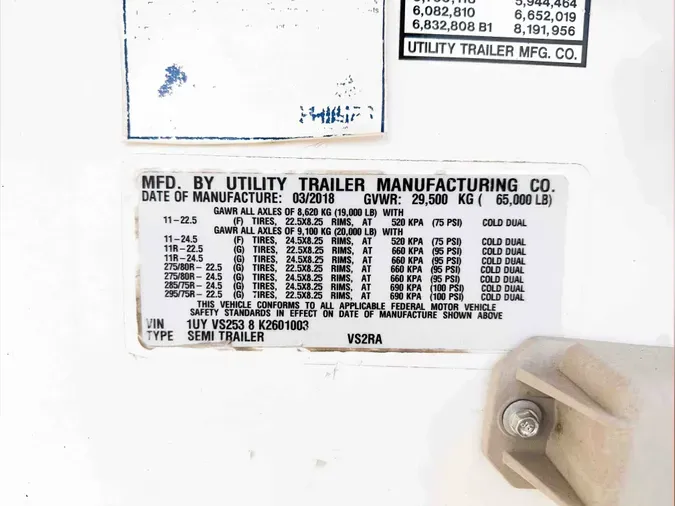 5,944,464
6,082,810 6,652,019
6,832,808 B1 8,191,956
UTILITY TRAILER MFG. CO.
MFD. BY UTILITY TRAILER MANUFACTURING CO.
DATE OF MANUFACTURE: 03/2018 GVWR: 29,500 KG ( 65,000 LB)
GAWR ALL AXLES OF 8,620 KG (19,000 LB) WITH
11-22.5 (F) TIRES, 22.5X8.25 RIMS, AT 520 KPA (75 PSI) COLD DUAL
GAWR ALL AXLES OF 9,100 KG (20,000 LB) WITH
11-24.5 (F) TIRES, 24.5X8.25 RIMS, AT 520 KPA (75 PSI) COLD DUAL
11R-22.5 (G) TIRES, 22.5X8.25 RIMS, AT 660 KPA (95 PSI) COLD DUAL
11R-24.5 (G) TIRES, 24.5X8.25 RIMS, AT 660 KPA (95 PSI) COLD DUAL
275/80R-22.5 (G) TIRES, 22.5X8.25 RIMS, AT 660 KPA (95 PSI) COLD DUAL
275/80R-24.5 (G) TIRES, 24.5X8.25 RIMS, AT 660 KPA (95 PSI) COLD DUAL
285/75R-24.5 (G) TIRES, 24.5X8.25 RIMS, AT 690 KPA (100 PSI) COLD DUAL
295/75R-22.5 (G) TIRES, 22.5X8.25 RIMS, AT 690 KPA (100 PSI) COLD DUAL
THIS VEHICLE CONFORMS TO ALL APPLICABLE FEDERAL MOTOR VEHICLE
SAFETY STANDARDS IN EFFECT ON DATE OF MANUFACTURE SHOWN ABOVE
VIN 1UY VS253 8 K2601003
TYPE SEMI TRAILER VS2RA